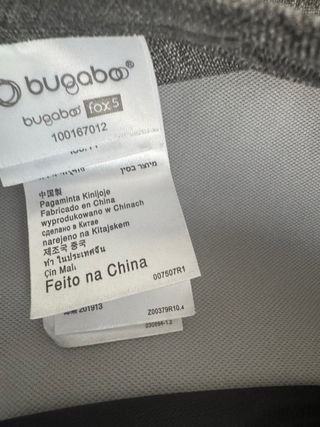 bugaboo®
bugaboo fox 5
100167012
מיוצר בסין
中国製
Pagaminta Kinijoje
Fabricado en China
wyprodukowano w Chinach
сделано в Китае
narejeno na Kitajskem
제조국 중국
ทำ ในประเทศจีน
Çin Malı
Feito na China
007507R1
201913
Z00379R10.4